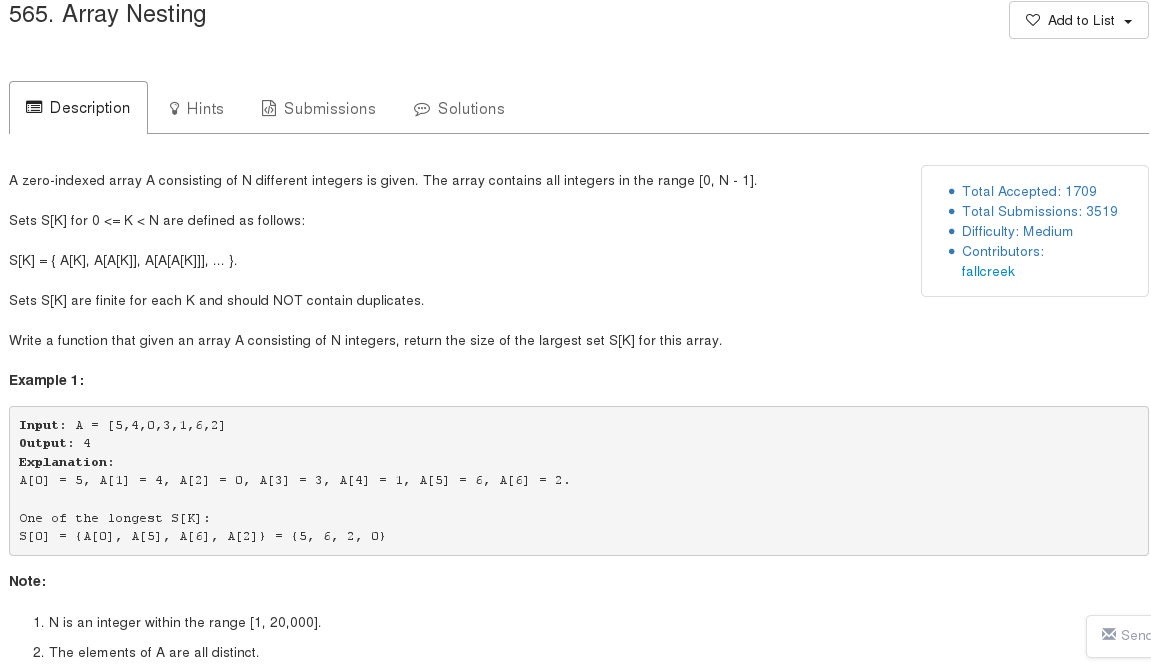 565. Array Nesting
Add to List
Description
Hints
Submissions
Solutions
A zero-indexed array A consisting of N different integers is given. The array contains all integers in the range [0, N - 1].
Sets S[K] for 0 <= K < N are defined as follows:
S[K] = { A[K], A[A[K]], A[A[A[K]]], ... }.
Sets S[K] are finite for each K and should NOT contain duplicates.
Write a function that given an array A consisting of N integers, return the size of the largest set S[K] for this array.
Total Accepted: 1709
Total Submissions: 3519
Difficulty: Medium
Contributors:
fallcreek
Example 1:
Input: A = [5,4,0,3,1,6,2]
Output: 4
Explanation:
A[0] = 5, A[1] = 4, A[2] = 0, A[3] = 3, A[4] = 1, A[5] = 6, A[6] = 2.
One of the longest S[K]:
S[0] = {A[0], A[5], A[6], A[2]} = {5, 6, 2, 0}
Note:
1. N is an integer within the range [1, 20,000].
2. The elements of A are all distinct.
Send